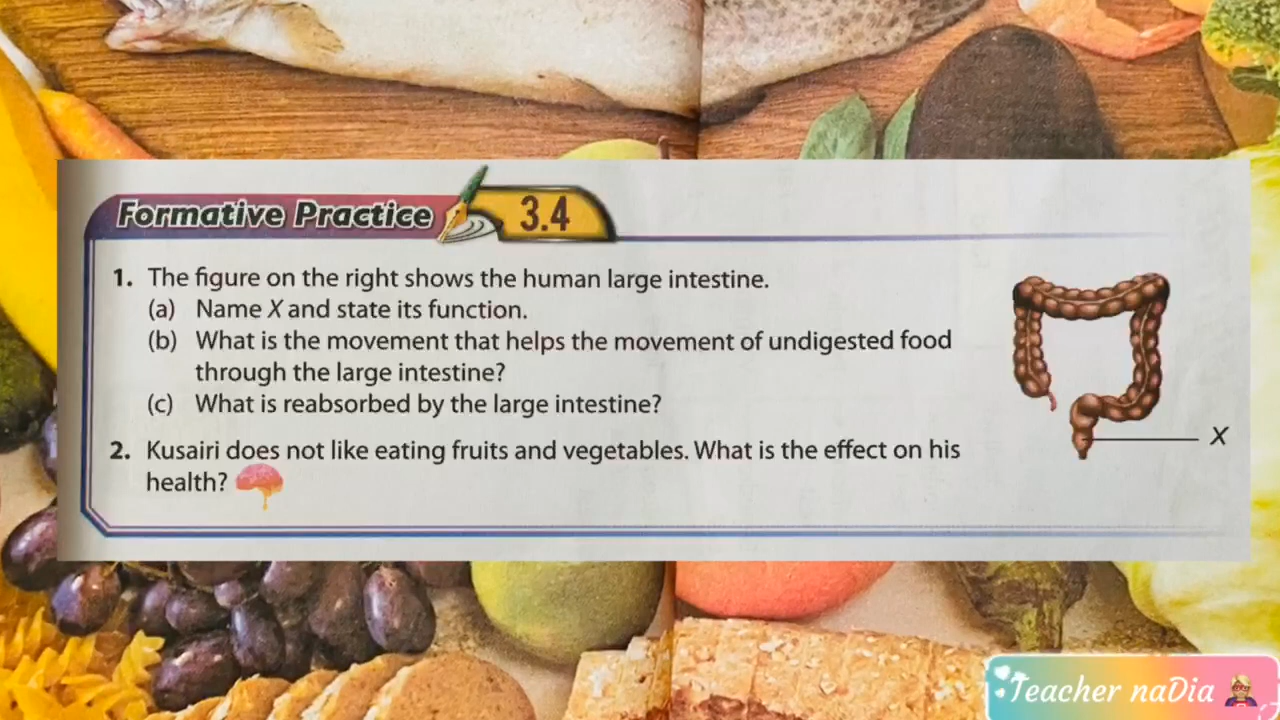 Formative Practice 3.4
1. The figure on the right shows the human large intestine.
(a) Name X and state its function.
(b) What is the movement that helps the movement of undigested food
through the large intestine?
(c) What is reabsorbed by the large intestine?
X
2. Kusairi does not like eating fruits and vegetables. What is the effect on his
health?
Teacher naDia